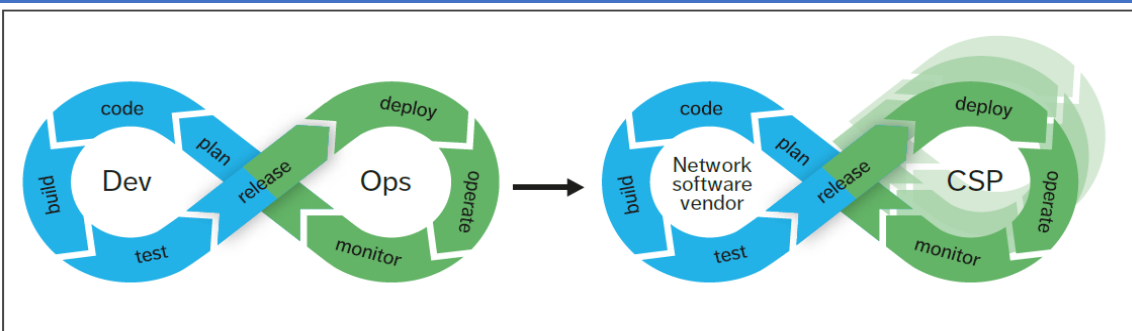 code
plan
build
Dev
test
release
deploy
Ops
operate
monitor
code
plan
build
Network
software
vendor
test
release
deploy
CSP
operate
monitor